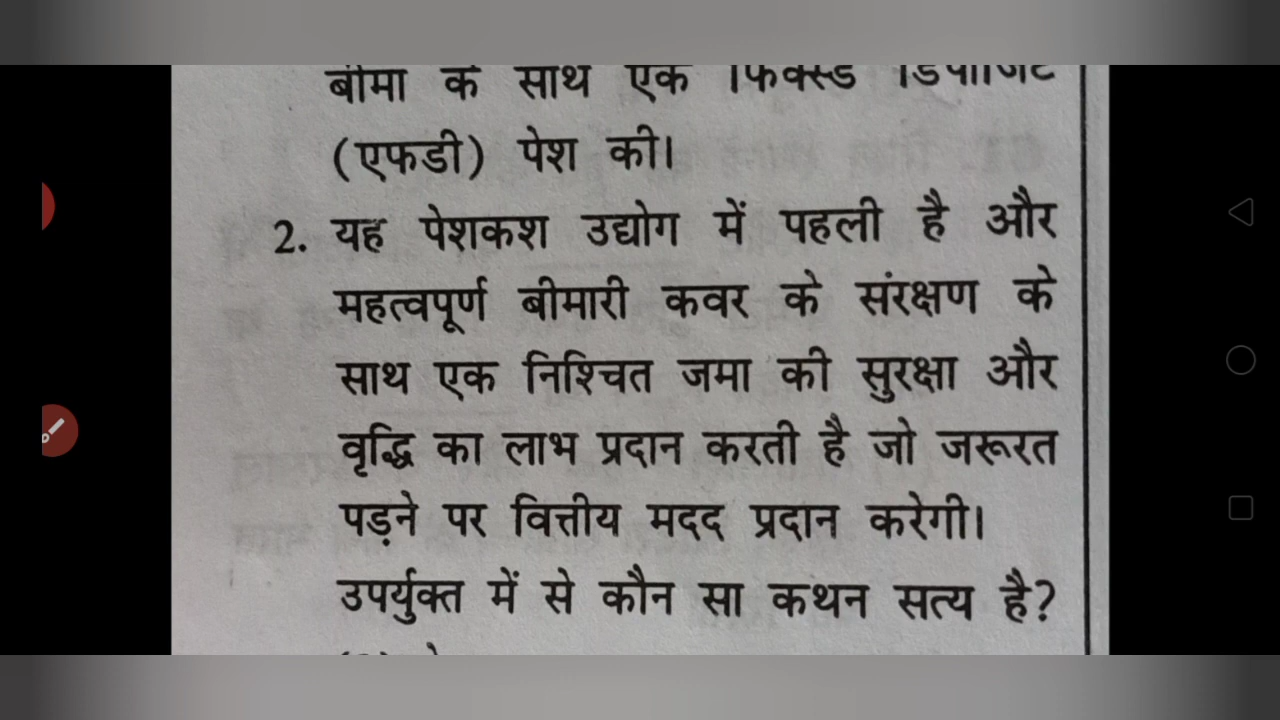 बीमा के साथ एक फिक्स्ड डिपॉजिट
(एफडी) पेश की।
2. यह पेशकश उद्योग में पहली है और
महत्वपूर्ण बीमारी कवर के संरक्षण के
साथ एक निश्चित जमा की सुरक्षा और
वृद्धि का लाभ प्रदान करती है जो जरूरत
पड़ने पर वित्तीय मदद प्रदान करेगी।
उपर्युक्त में से कौन सा कथन सत्य है?